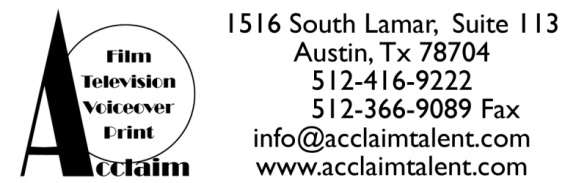 Film
Television
Voiceover
Print
Acclaim
1516 South Lamar, Suite 113
Austin, Tx 78704
512-416-9222
512-366-9089 Fax
info@acclaimtalent.com
www.acclaimtalent.com